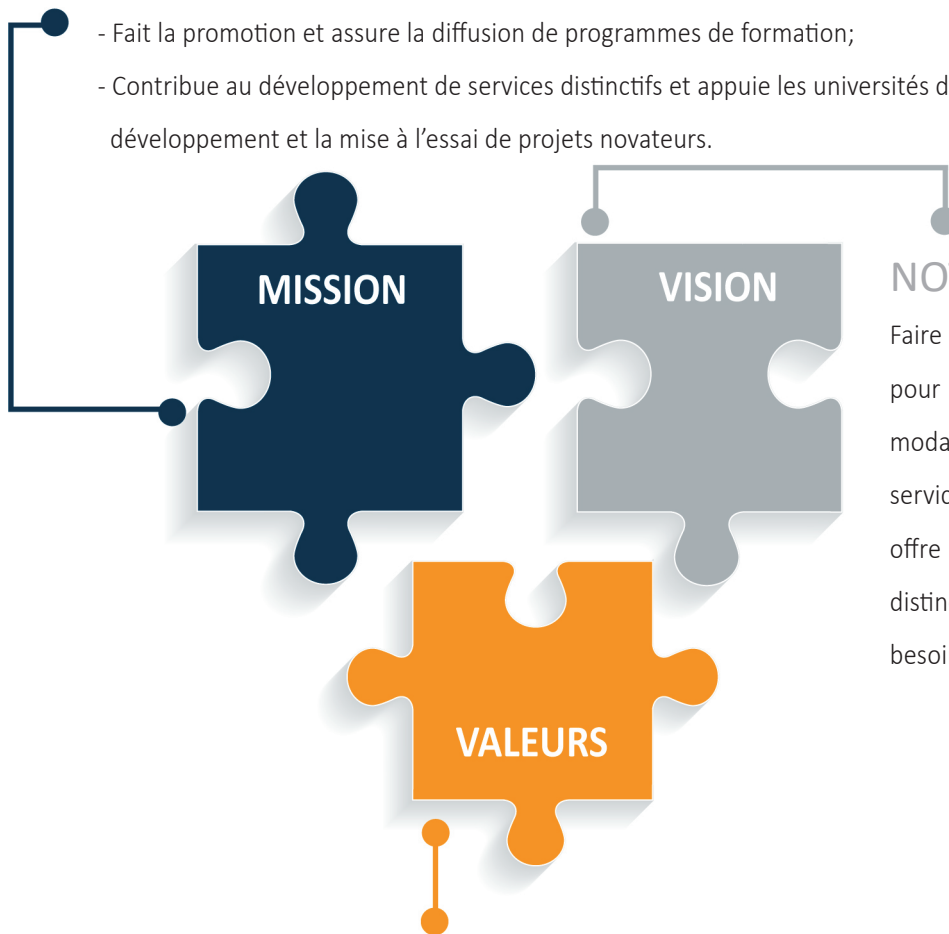 - Fait la promotion et assure la diffusion de programmes de formation;
- Contribue au développement de services distinctifs et appuie les universités d
développement et la mise à l’essai de projets novateurs.
MISSION
VISION
NO
Faire
pour
moda
servic
offre
distin
besoi
VALEURS